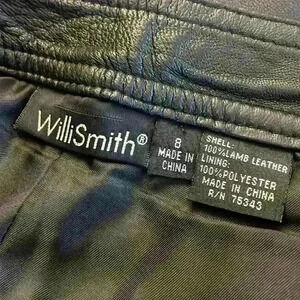 WilliSmith®
8
MADE IN
CHINA
SHELL:
100%LAMB LEATHER
LINING:
100%POLYESTER
MADE IN CHINA
R/N 75343